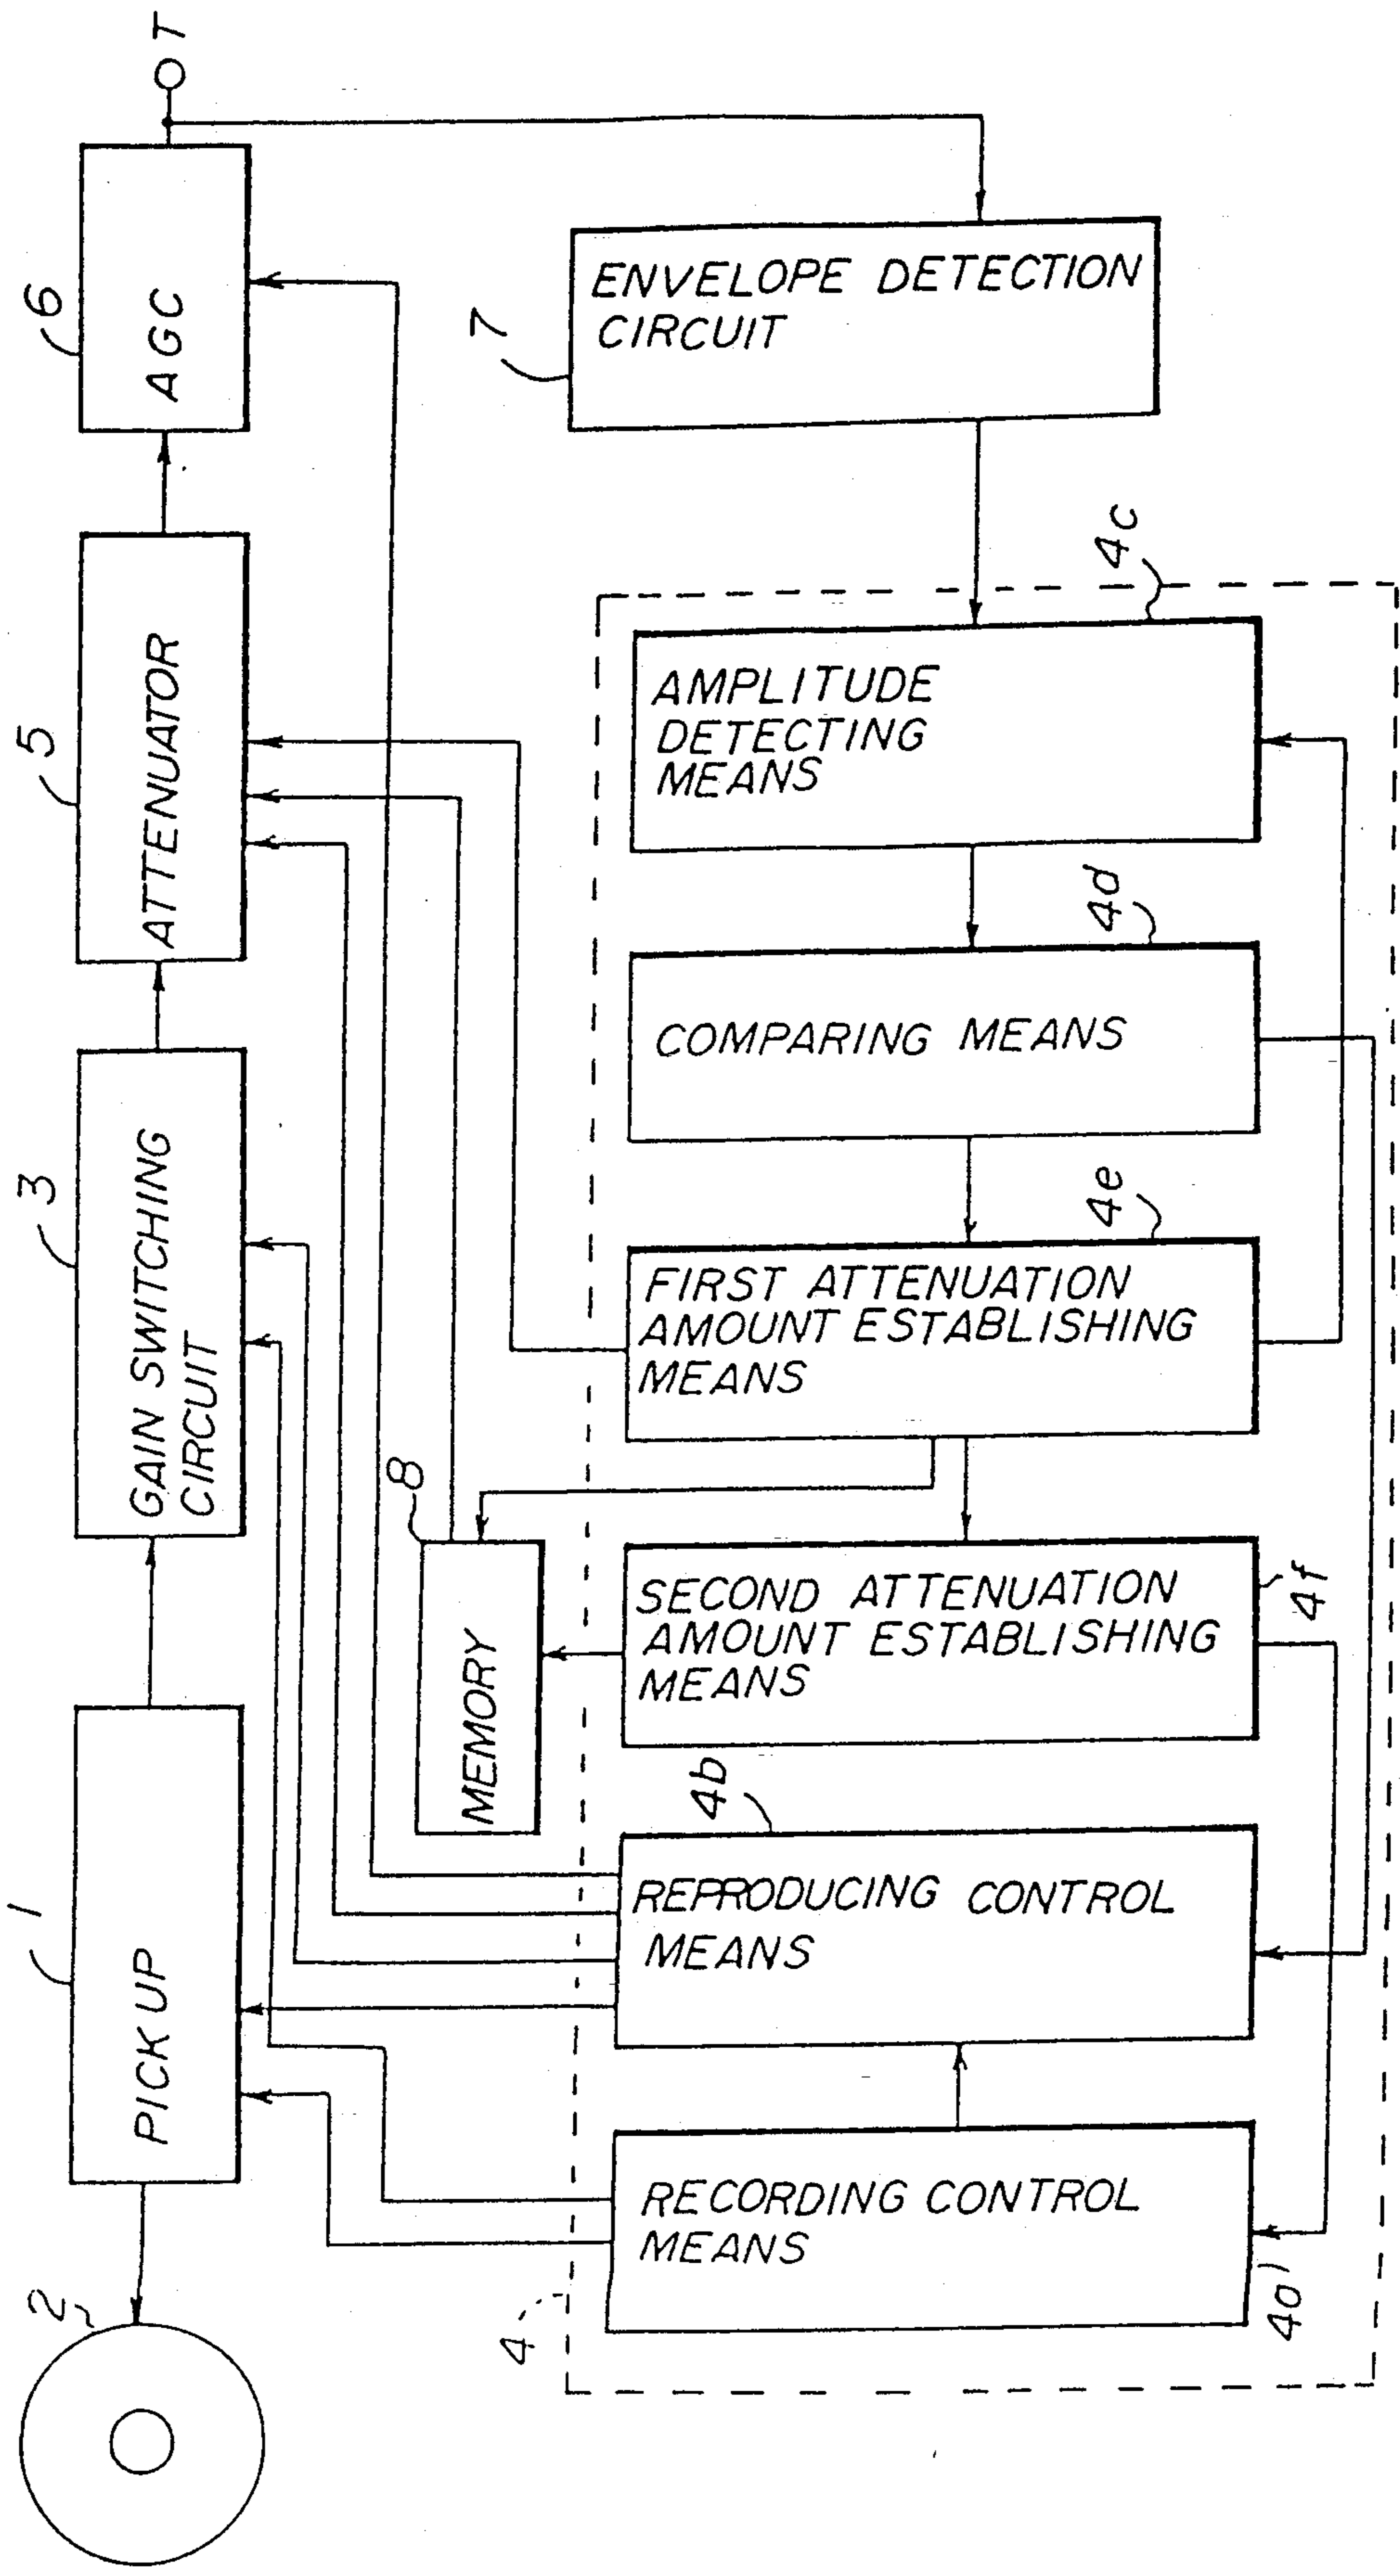 T
6
AGC
5
ATTENUATOR
3
GAIN SWITCHING
CIRCUIT
1
PICK UP
2
7
ENVELOPE DETECTION
CIRCUIT
4c
AMPLITUDE
DETECTING
MEANS
4d
COMPARING MEANS
4e
FIRST ATTENUATION
AMOUNT ESTABLISHING
MEANS
8
MEMORY
4f
SECOND ATTENUATION
AMOUNT ESTABLISHING
MEANS
4b
REPRODUCING CONTROL
MEANS
RECORDING CONTROL
MEANS
4
4a